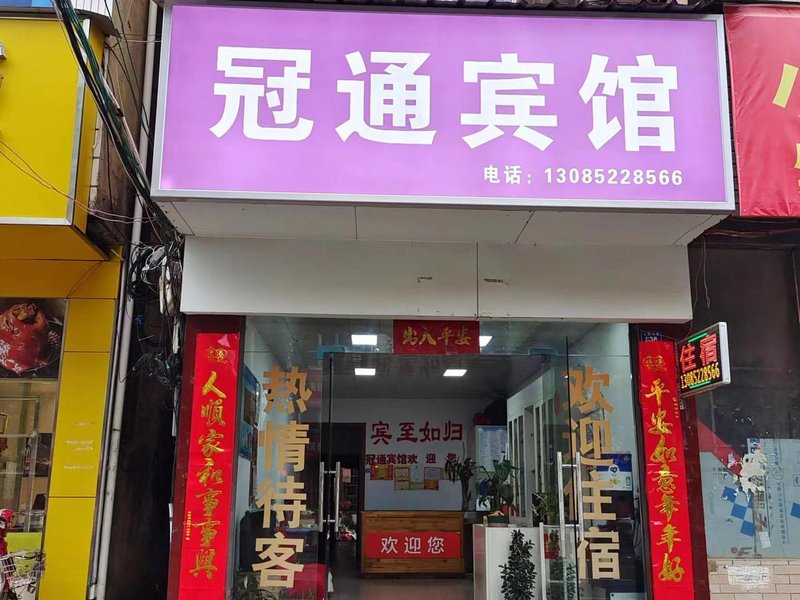 冠通宾馆
电话：13085228566
出入平安
住宿
13085228566
人顺家和事事兴
平安如意年年好
热情待客
欢迎住宿
宾至如归
冠通宾馆欢迎您
欢迎您